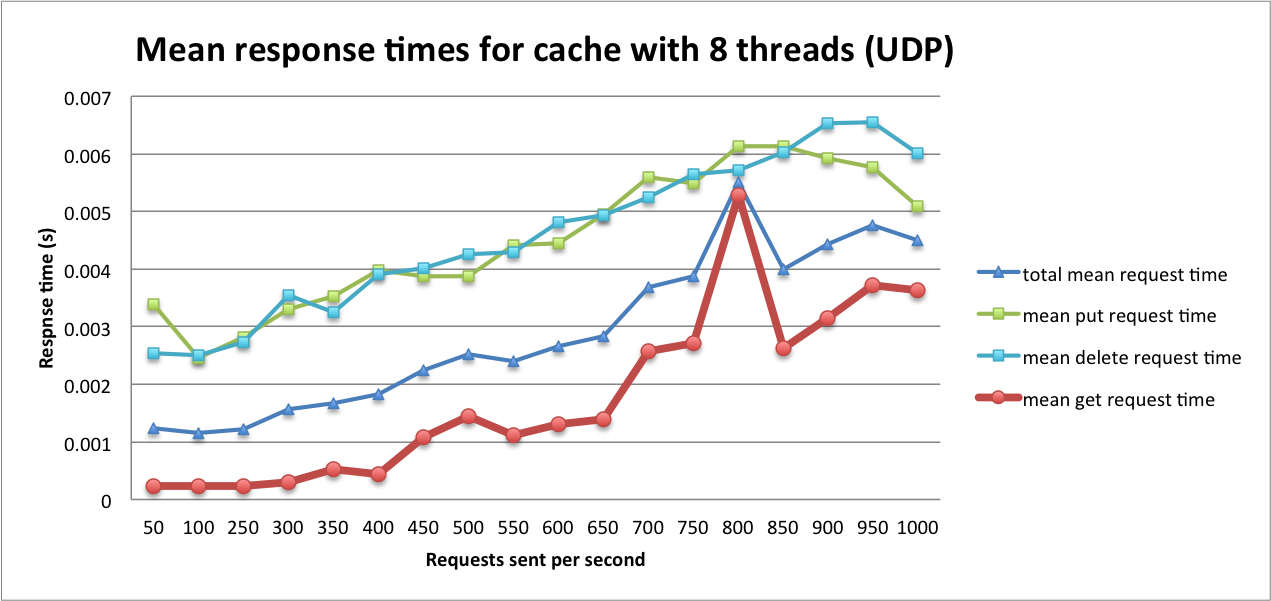 Mean response times for cache with 8 threads (UDP)
0.007
0.006
0.005
0.004
0.003
0.002
0.001
0
Respnse time (s)
50 100 250 300 350 400 450 500 550 600 650 700 750 800 850 900 950 1000
Requests sent per second
total mean request time
mean put request time
mean delete request time
mean get request time